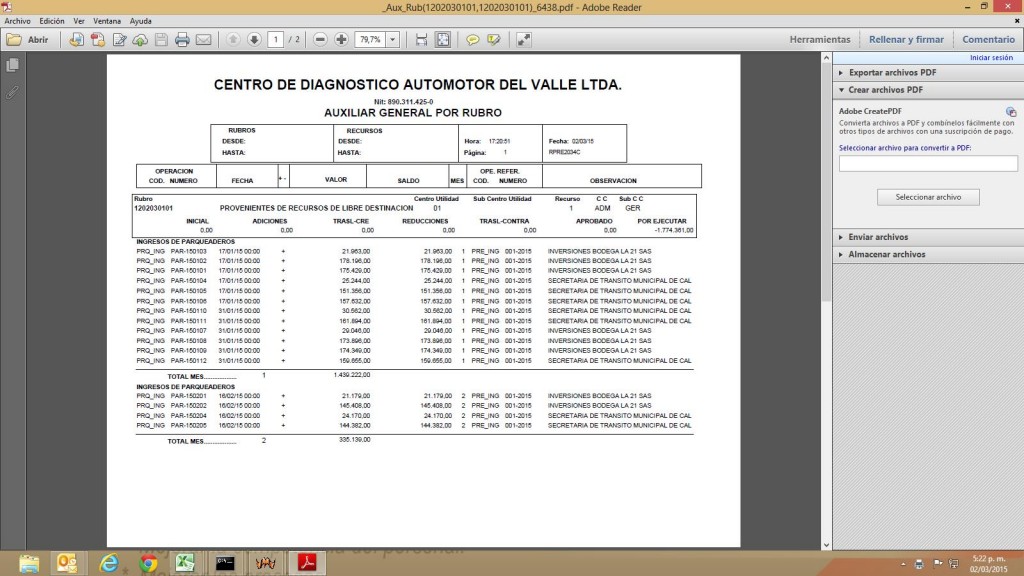 _Aux_Rub(1202030101,1202030101)_6438.pdf - Adobe Reader
Archivo Edición Ver Ventana Ayuda
Abrir 1 / 2 79,7% Herramientas Rellenar y firmar Comentario
Iniciar sesión
Exportar archivos PDF
Crear archivos PDF
Adobe CreatePDF
Convierta archivos a PDF y combínelos fácilmente con
otros tipos de archivos con una suscripción de pago.
Seleccionar archivo para convertir a PDF:
Seleccionar archivo
Enviar archivos
Almacenar archivos
CENTRO DE DIAGNOSTICO AUTOMOTOR DEL VALLE LTDA.
Nit: 890.311.425-0
AUXILIAR GENERAL POR RUBRO
RUBROS RECURSOS
DESDE: DESDE: Hora: 17:20:51 Fecha: 02/03/15
HASTA: HASTA: Página: 1 RPRE2034C
OPERACION OPE. REFER.
COD. NUMERO FECHA + - VALOR SALDO MES COD. NUMERO OBSERVACION
Rubro Centro Utilidad Sub Centro Utilidad Recurso C C Sub C C
1202030101 PROVENIENTES DE RECURSOS DE LIBRE DESTINACION 01 1 ADM GER
INICIAL ADICIONES TRASL-CRE REDUCCIONES TRASL-CONTRA APROBADO POR EJECUTAR
0,00 0,00 0,00 0,00 0,00 0,00 -1.774.361,00
INGRESOS DE PARQUEADEROS
PRQ_ING PAR-150103 17/01/15 00:00 + 21.963,00 21.963,00 1 PRE_ING 001-2015 INVERSIONES BODEGA LA 21 SAS
PRQ_ING PAR-150102 17/01/15 00:00 + 178.196,00 178.196,00 1 PRE_ING 001-2015 INVERSIONES BODEGA LA 21 SAS
PRQ_ING PAR-150101 17/01/15 00:00 + 175.429,00 175.429,00 1 PRE_ING 001-2015 INVERSIONES BODEGA LA 21 SAS
PRQ_ING PAR-150104 17/01/15 00:00 + 25.244,00 25.244,00 1 PRE_ING 001-2015 SECRETARIA DE TRANSITO MUNICIPAL DE CAL
PRQ_ING PAR-150105 17/01/15 00:00 + 151.356,00 151.356,00 1 PRE_ING 001-2015 SECRETARIA DE TRANSITO MUNICIPAL DE CAL
PRQ_ING PAR-150106 17/01/15 00:00 + 157.632,00 157.632,00 1 PRE_ING 001-2015 SECRETARIA DE TRANSITO MUNICIPAL DE CAL
PRQ_ING PAR-150110 31/01/15 00:00 + 30.562,00 30.562,00 1 PRE_ING 001-2015 SECRETARIA DE TRANSITO MUNICIPAL DE CAL
PRQ_ING PAR-150111 31/01/15 00:00 + 161.894,00 161.894,00 1 PRE_ING 001-2015 SECRETARIA DE TRANSITO MUNICIPAL DE CAL
PRQ_ING PAR-150107 31/01/15 00:00 + 29.046,00 29.046,00 1 PRE_ING 001-2015 INVERSIONES BODEGA LA 21 SAS
PRQ_ING PAR-150108 31/01/15 00:00 + 173.896,00 173.896,00 1 PRE_ING 001-2015 INVERSIONES BODEGA LA 21 SAS
PRQ_ING PAR-150109 31/01/15 00:00 + 174.349,00 174.349,00 1 PRE_ING 001-2015 INVERSIONES BODEGA LA 21 SAS
PRQ_ING PAR-150112 31/01/15 00:00 + 159.655,00 159.655,00 1 PRE_ING 001-2015 SECRETARIA DE TRANSITO MUNICIPAL DE CAL
TOTAL MES.................... 1 1.439.222,00
INGRESOS DE PARQUEADEROS
PRQ_ING PAR-150201 16/02/15 00:00 + 21.179,00 21.179,00 2 PRE_ING 001-2015 INVERSIONES BODEGA LA 21 SAS
PRQ_ING PAR-150202 16/02/15 00:00 + 145.408,00 145.408,00 2 PRE_ING 001-2015 INVERSIONES BODEGA LA 21 SAS
PRQ_ING PAR-150204 16/02/15 00:00 + 24.170,00 24.170,00 2 PRE_ING 001-2015 SECRETARIA DE TRANSITO MUNICIPAL DE CAL
PRQ_ING PAR-150205 16/02/15 00:00 + 144.382,00 144.382,00 2 PRE_ING 001-2015 SECRETARIA DE TRANSITO MUNICIPAL DE CAL
TOTAL MES.................... 2 335.139,00
5:22 p. m.
02/03/2015